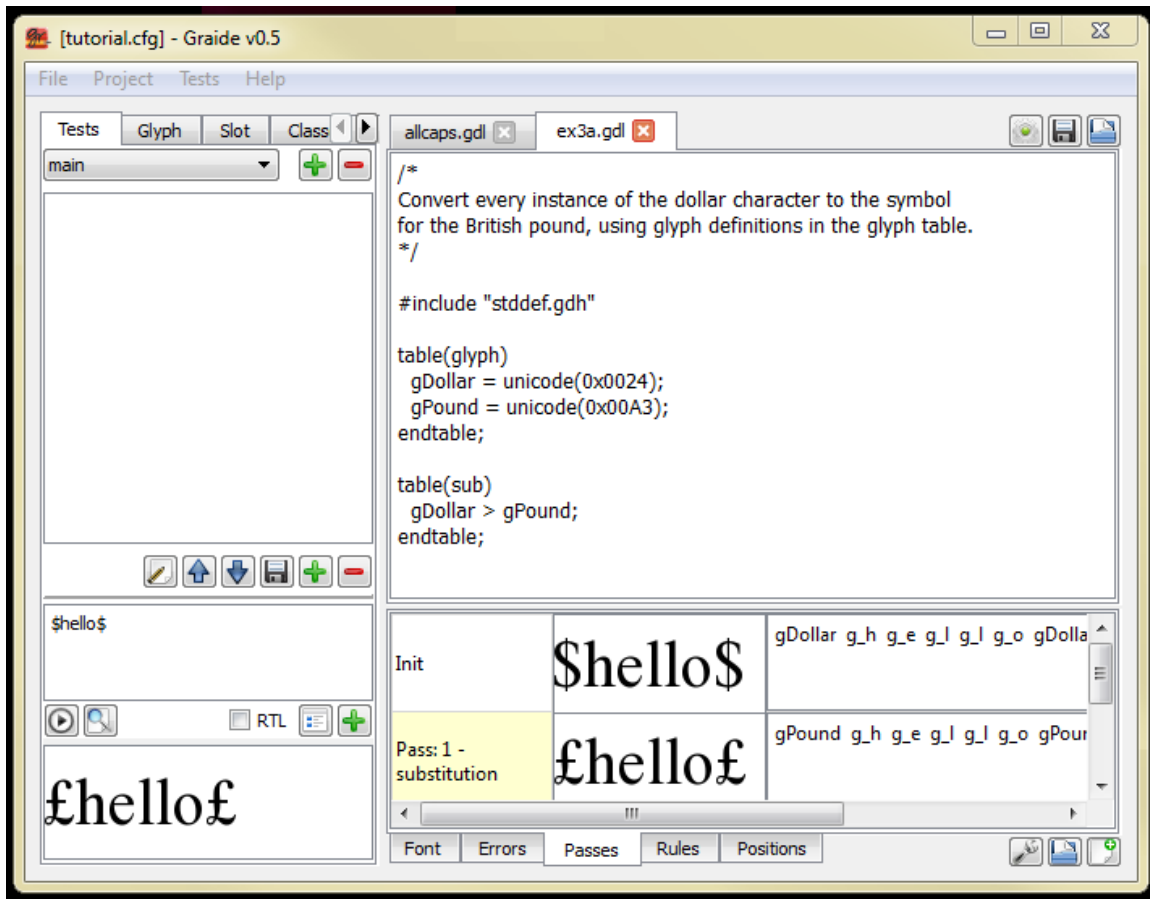 [tutorial.cfg] - Graide v0.5
File Project Tests Help
Tests Glyph Slot Class
main
$hello$
RTL
£hello£
allcaps.gdl ex3a.gdl
/*
Convert every instance of the dollar character to the symbol
for the British pound, using glyph definitions in the glyph table.
*/
#include "stddef.gdh"
table(glyph)
gDollar = unicode(0x0024);
gPound = unicode(0x00A3);
endtable;
table(sub)
gDollar > gPound;
endtable;
Init
$hello$
gDollar g_h g_e g_l g_l g_o gDolla
Pass: 1 -
substitution
£hello£
gPound g_h g_e g_l g_l g_o gPour
Font Errors Passes Rules Positions